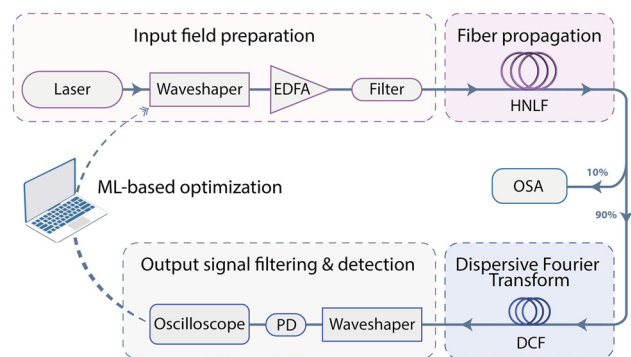 Input field preparation
Fiber propagation
Laser
Waveshaper
EDFA
Filter
HNLF
10%
OSA
ML-based optimization
90%
Output signal filtering & detection
Dispersive Fourier
Transform
Oscilloscope
PD
Waveshaper
DCF